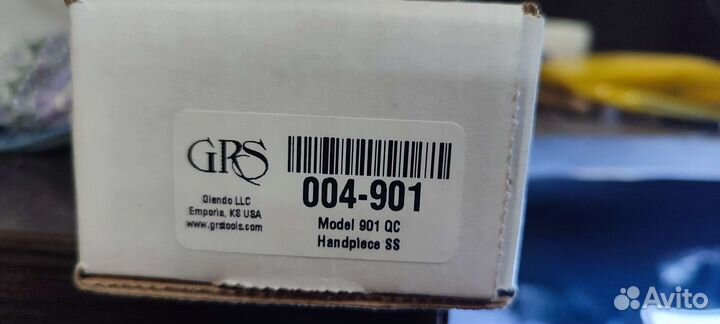 GRS
004-901
Glendo LLC
Emporia, KS USA
www.grstools.com
Model 901 QC
Handpiece SS
Avito